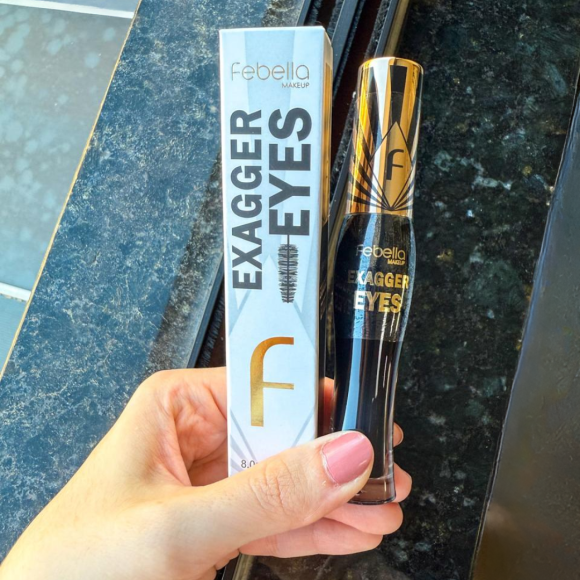 Febella
MAKEUP
EXAGGER
EYES
F
8.0
F
Febella
MAKEUP
EXAGGER
EYES